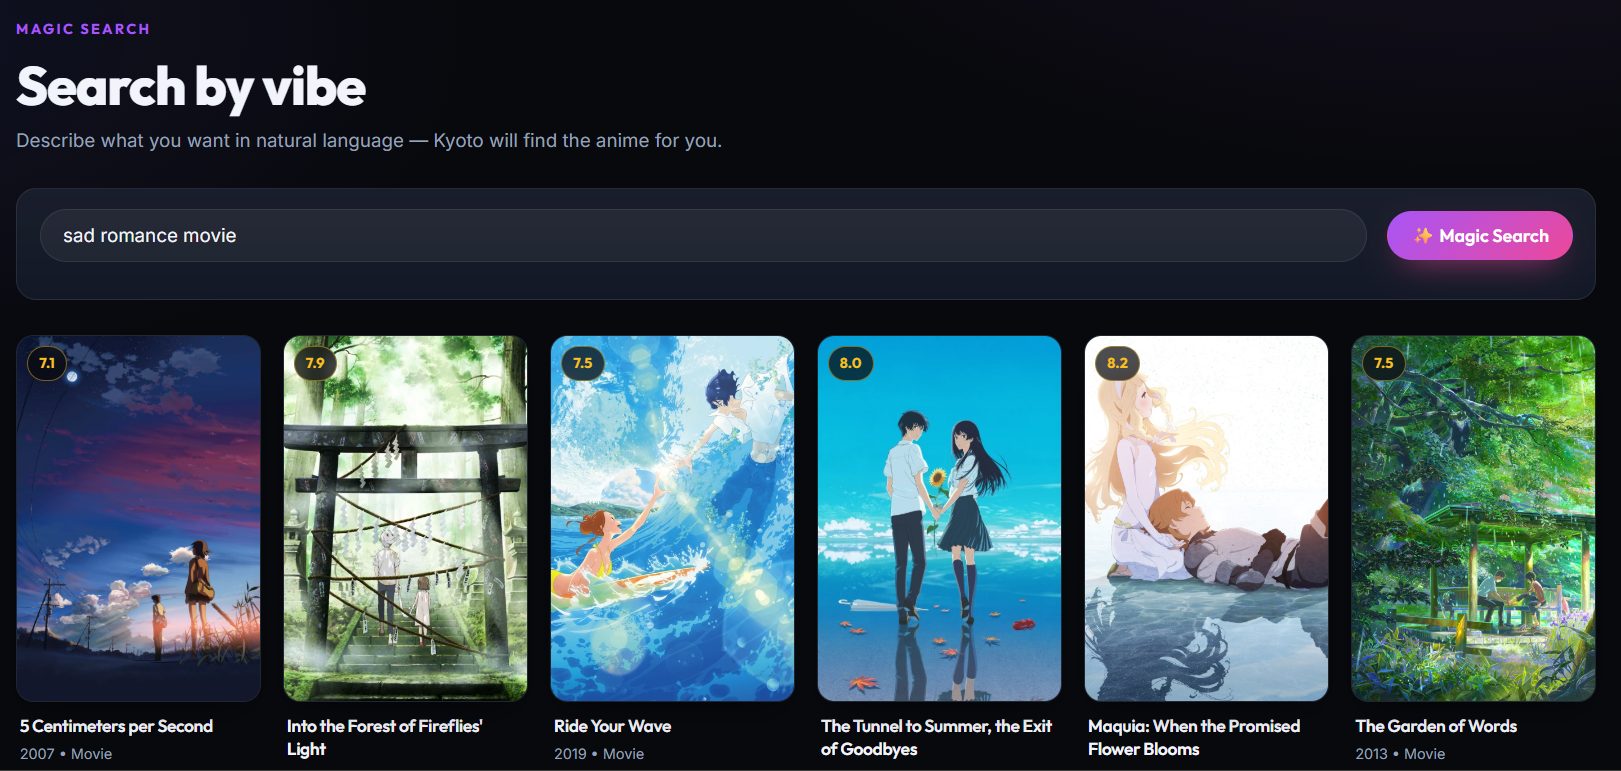 MAGIC SEARCH
Search by vibe
Describe what you want in natural language — Kyoto will find the anime for you.
sad romance movie
✨ Magic Search
7.1
7.9
7.5
8.0
8.2
7.5
5 Centimeters per Second
2007 • Movie
Into the Forest of Fireflies'
Light
Ride Your Wave
2019 • Movie
The Tunnel to Summer, the Exit
of Goodbyes
Maquia: When the Promised
Flower Blooms
The Garden of Words
2013 • Movie